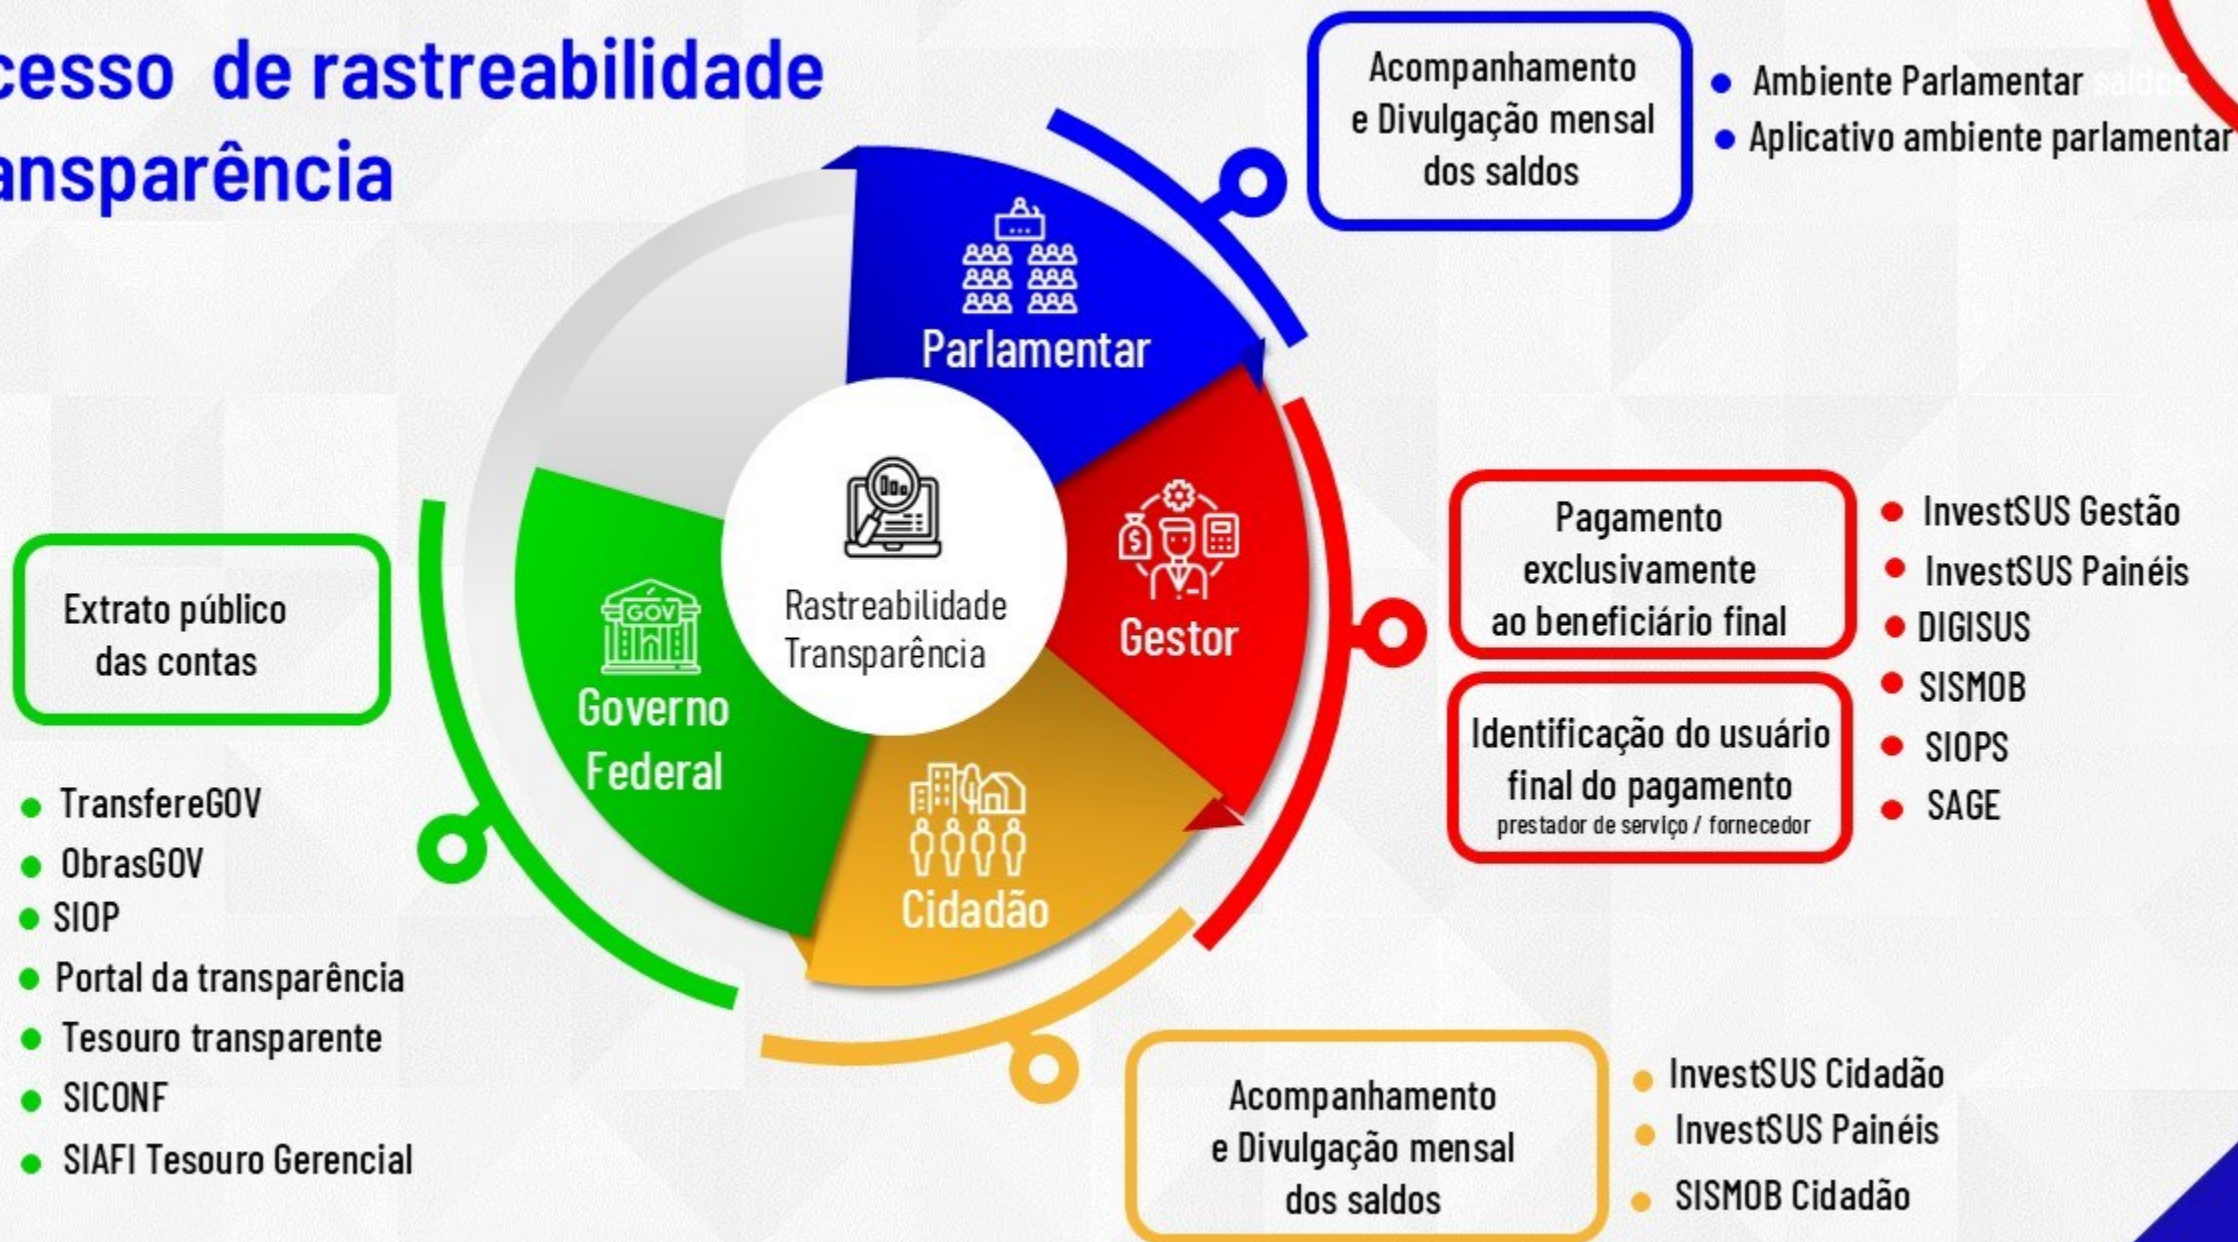 cesso de rastreabilidade
ansparência
Acompanhamento
e Divulgação mensal
dos saldos
Ambiente Parlamentar
saldos
Aplicativo ambiente parlamentar
Parlamentar
Rastreabilidade
Transparência
Gestor
Pagamento
exclusivamente
ao beneficiário final
Identificação do usuário
final do pagamento
prestador de serviço / fornecedor
InvestSUS Gestão
InvestSUS Painéis
DIGISUS
SISMOB
SIOPS
SAGE
GOV
Governo
Federal
Extrato público
das contas
TransfereGOV
ObrasGOV
SIOP
Portal da transparência
Tesouro transparente
SICONF
SIAFI Tesouro Gerencial
Cidadão
Acompanhamento
e Divulgação mensal
dos saldos
InvestSUS Cidadão
InvestSUS Painéis
SISMOB Cidadão